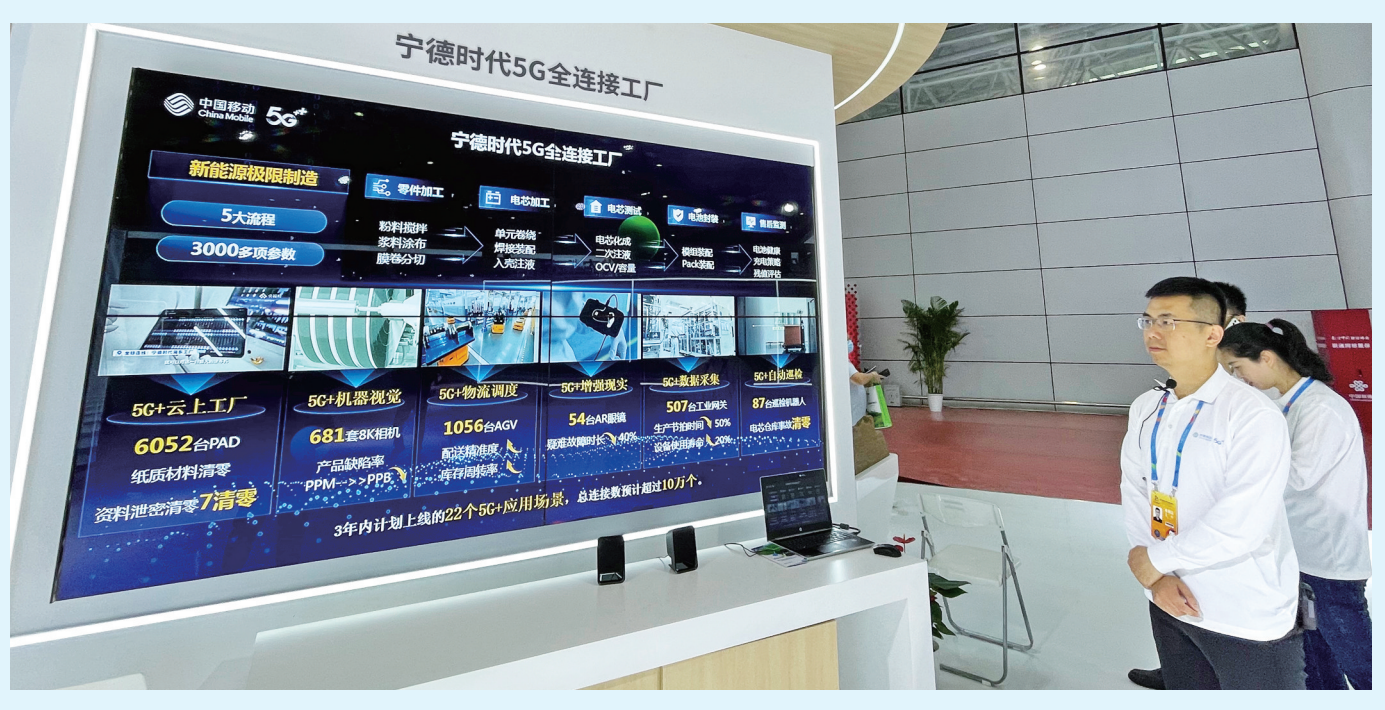 宁德时代5G全连接工厂
中国移动
China Mobile
5G+
宁德时代5G全连接工厂
新能源极限制造
5大流程
3000多项参数
零件加工
粉料搅拌
浆料涂布
膜卷分切
电芯加工
单元卷绕
焊接装配
入壳注液
电芯测试
电芯化成
二次注液
OCV/容量
电池封装
模组装配
Pack装配
售后监测
电池健康
充电策略
残值评估
5G+云上工厂
6052台PAD
纸质材料清零
资料泄密清零7清零
5G+机器视觉
681套8K相机
产品缺陷率
PPM-->>PPB
5G+物流调度
1056台AGV
配送精准度
库存周转率
5G+增强现实
54台AR眼镜
疑难故障时长 40%
5G+数据采集
507台工业网关
生产节拍时间 50%
设备使用寿命 20%
5G+自动巡检
87台巡检机器人
电芯仓库事故清零
3年内计划上线的22个5G+应用场景，总连接数预计超过10万个。